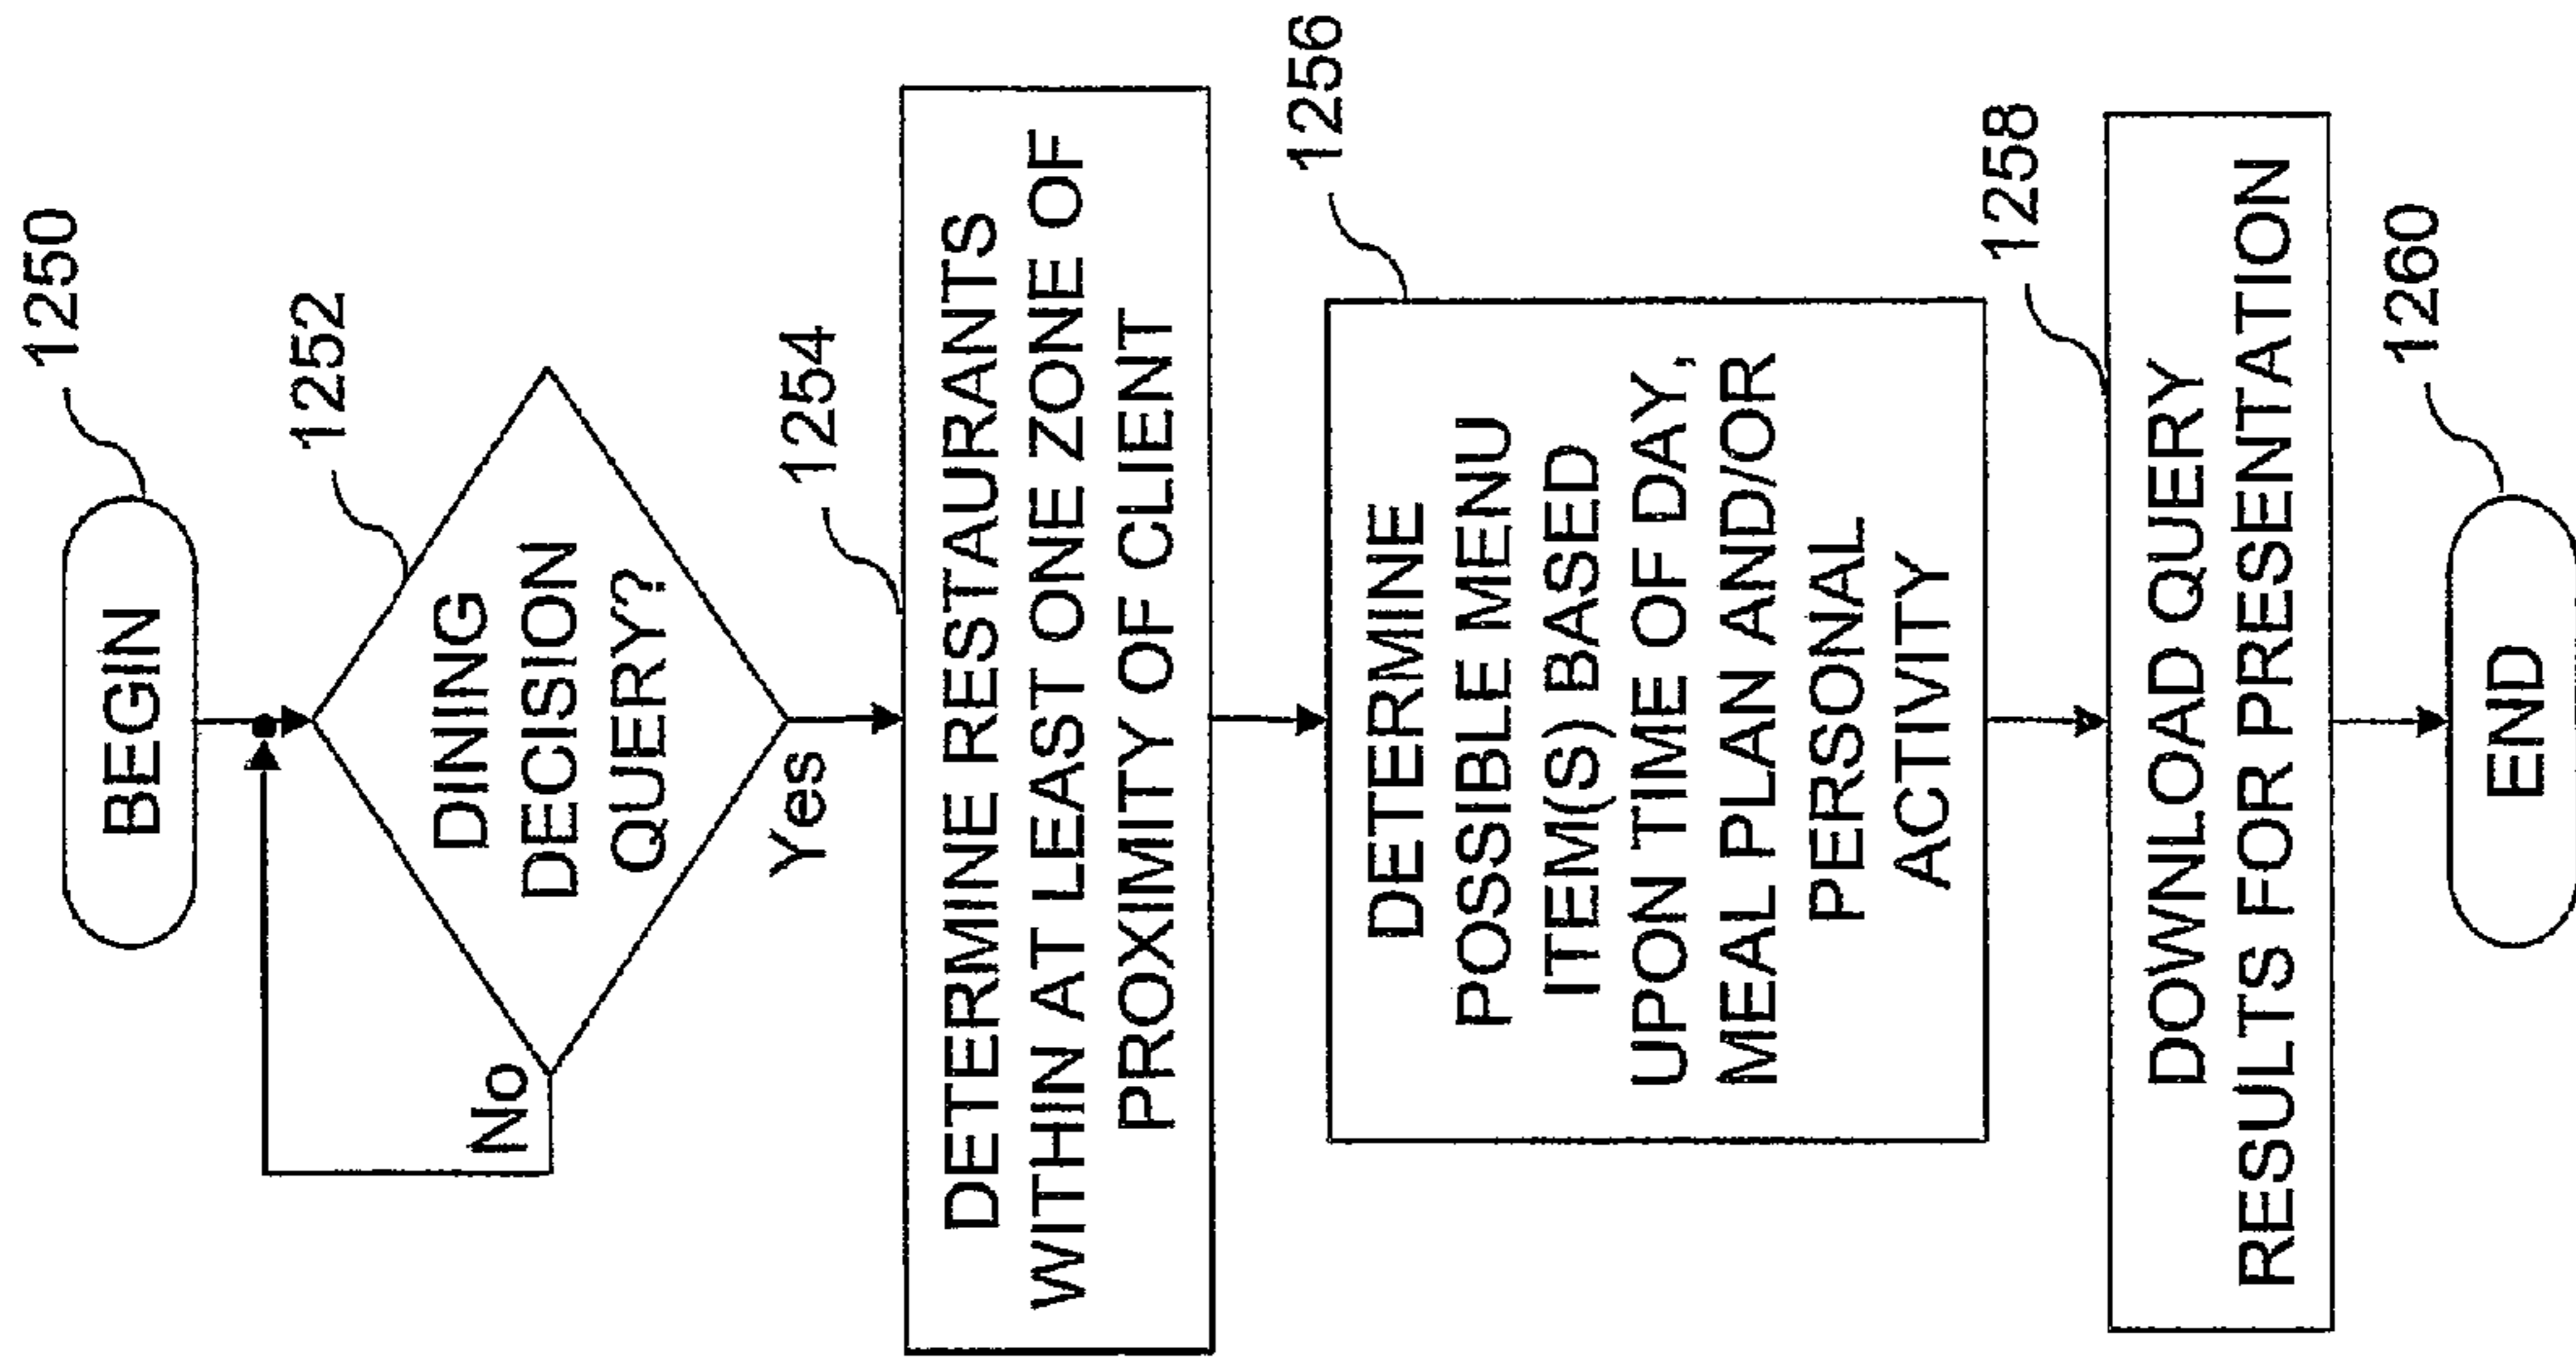 BEGIN
1250
DINING
DECISION
QUERY?
1252
No
Yes
1254
DETERMINE RESTAURANTS
WITHIN AT LEAST ONE ZONE OF
PROXIMITY OF CLIENT
1256
DETERMINE
POSSIBLE MENU
ITEM(S) BASED
UPON TIME OF DAY,
MEAL PLAN AND/OR
PERSONAL
ACTIVITY
1258
DOWNLOAD QUERY
RESULTS FOR PRESENTATION
1260
END